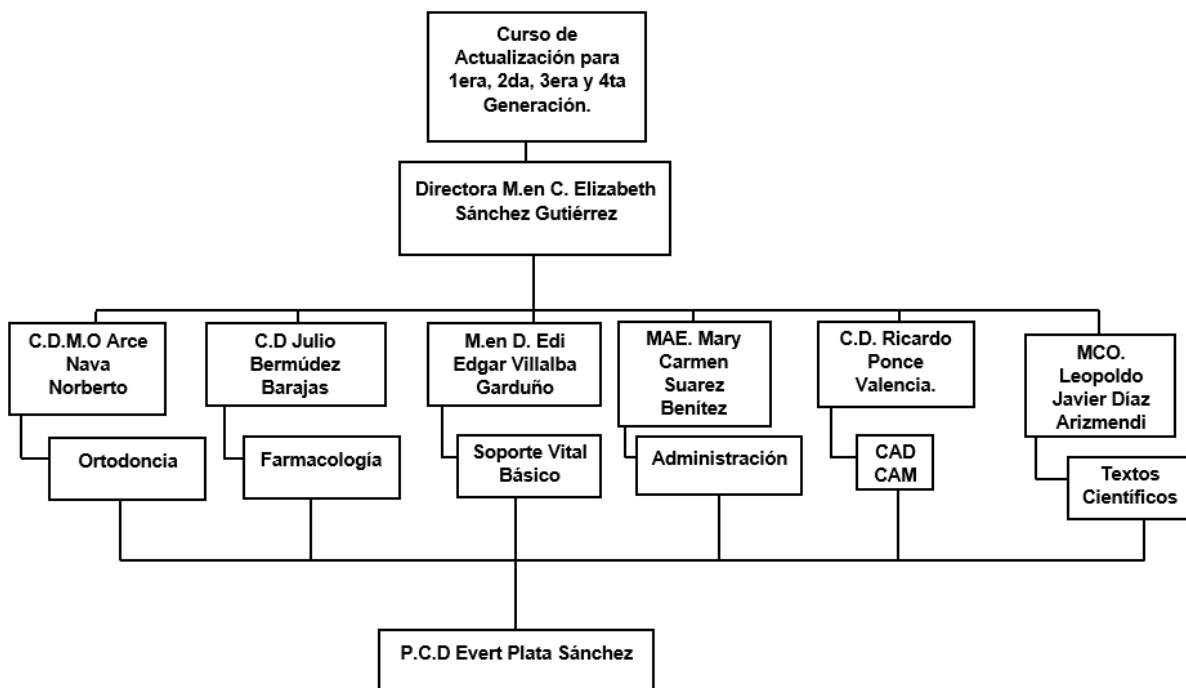 Curso de
Actualización para
1era, 2da, 3era y 4ta
Generación.
Directora M.en C. Elizabeth
Sánchez Gutiérrez
C.D.M.O Arce
Nava
Norberto
C.D Julio
Bermúdez
Barajas
M.en D. Edi
Edgar Villalba
Garduño
MAE. Mary
Carmen
Suarez
Benítez
C.D. Ricardo
Ponce
Valencia.
MCO.
Leopoldo
Javier Díaz
Arizmendi
Ortodoncia
Farmacología
Soporte Vital
Básico
Administración
CAD
CAM
Textos
Científicos
P.C.D Evert Plata Sánchez